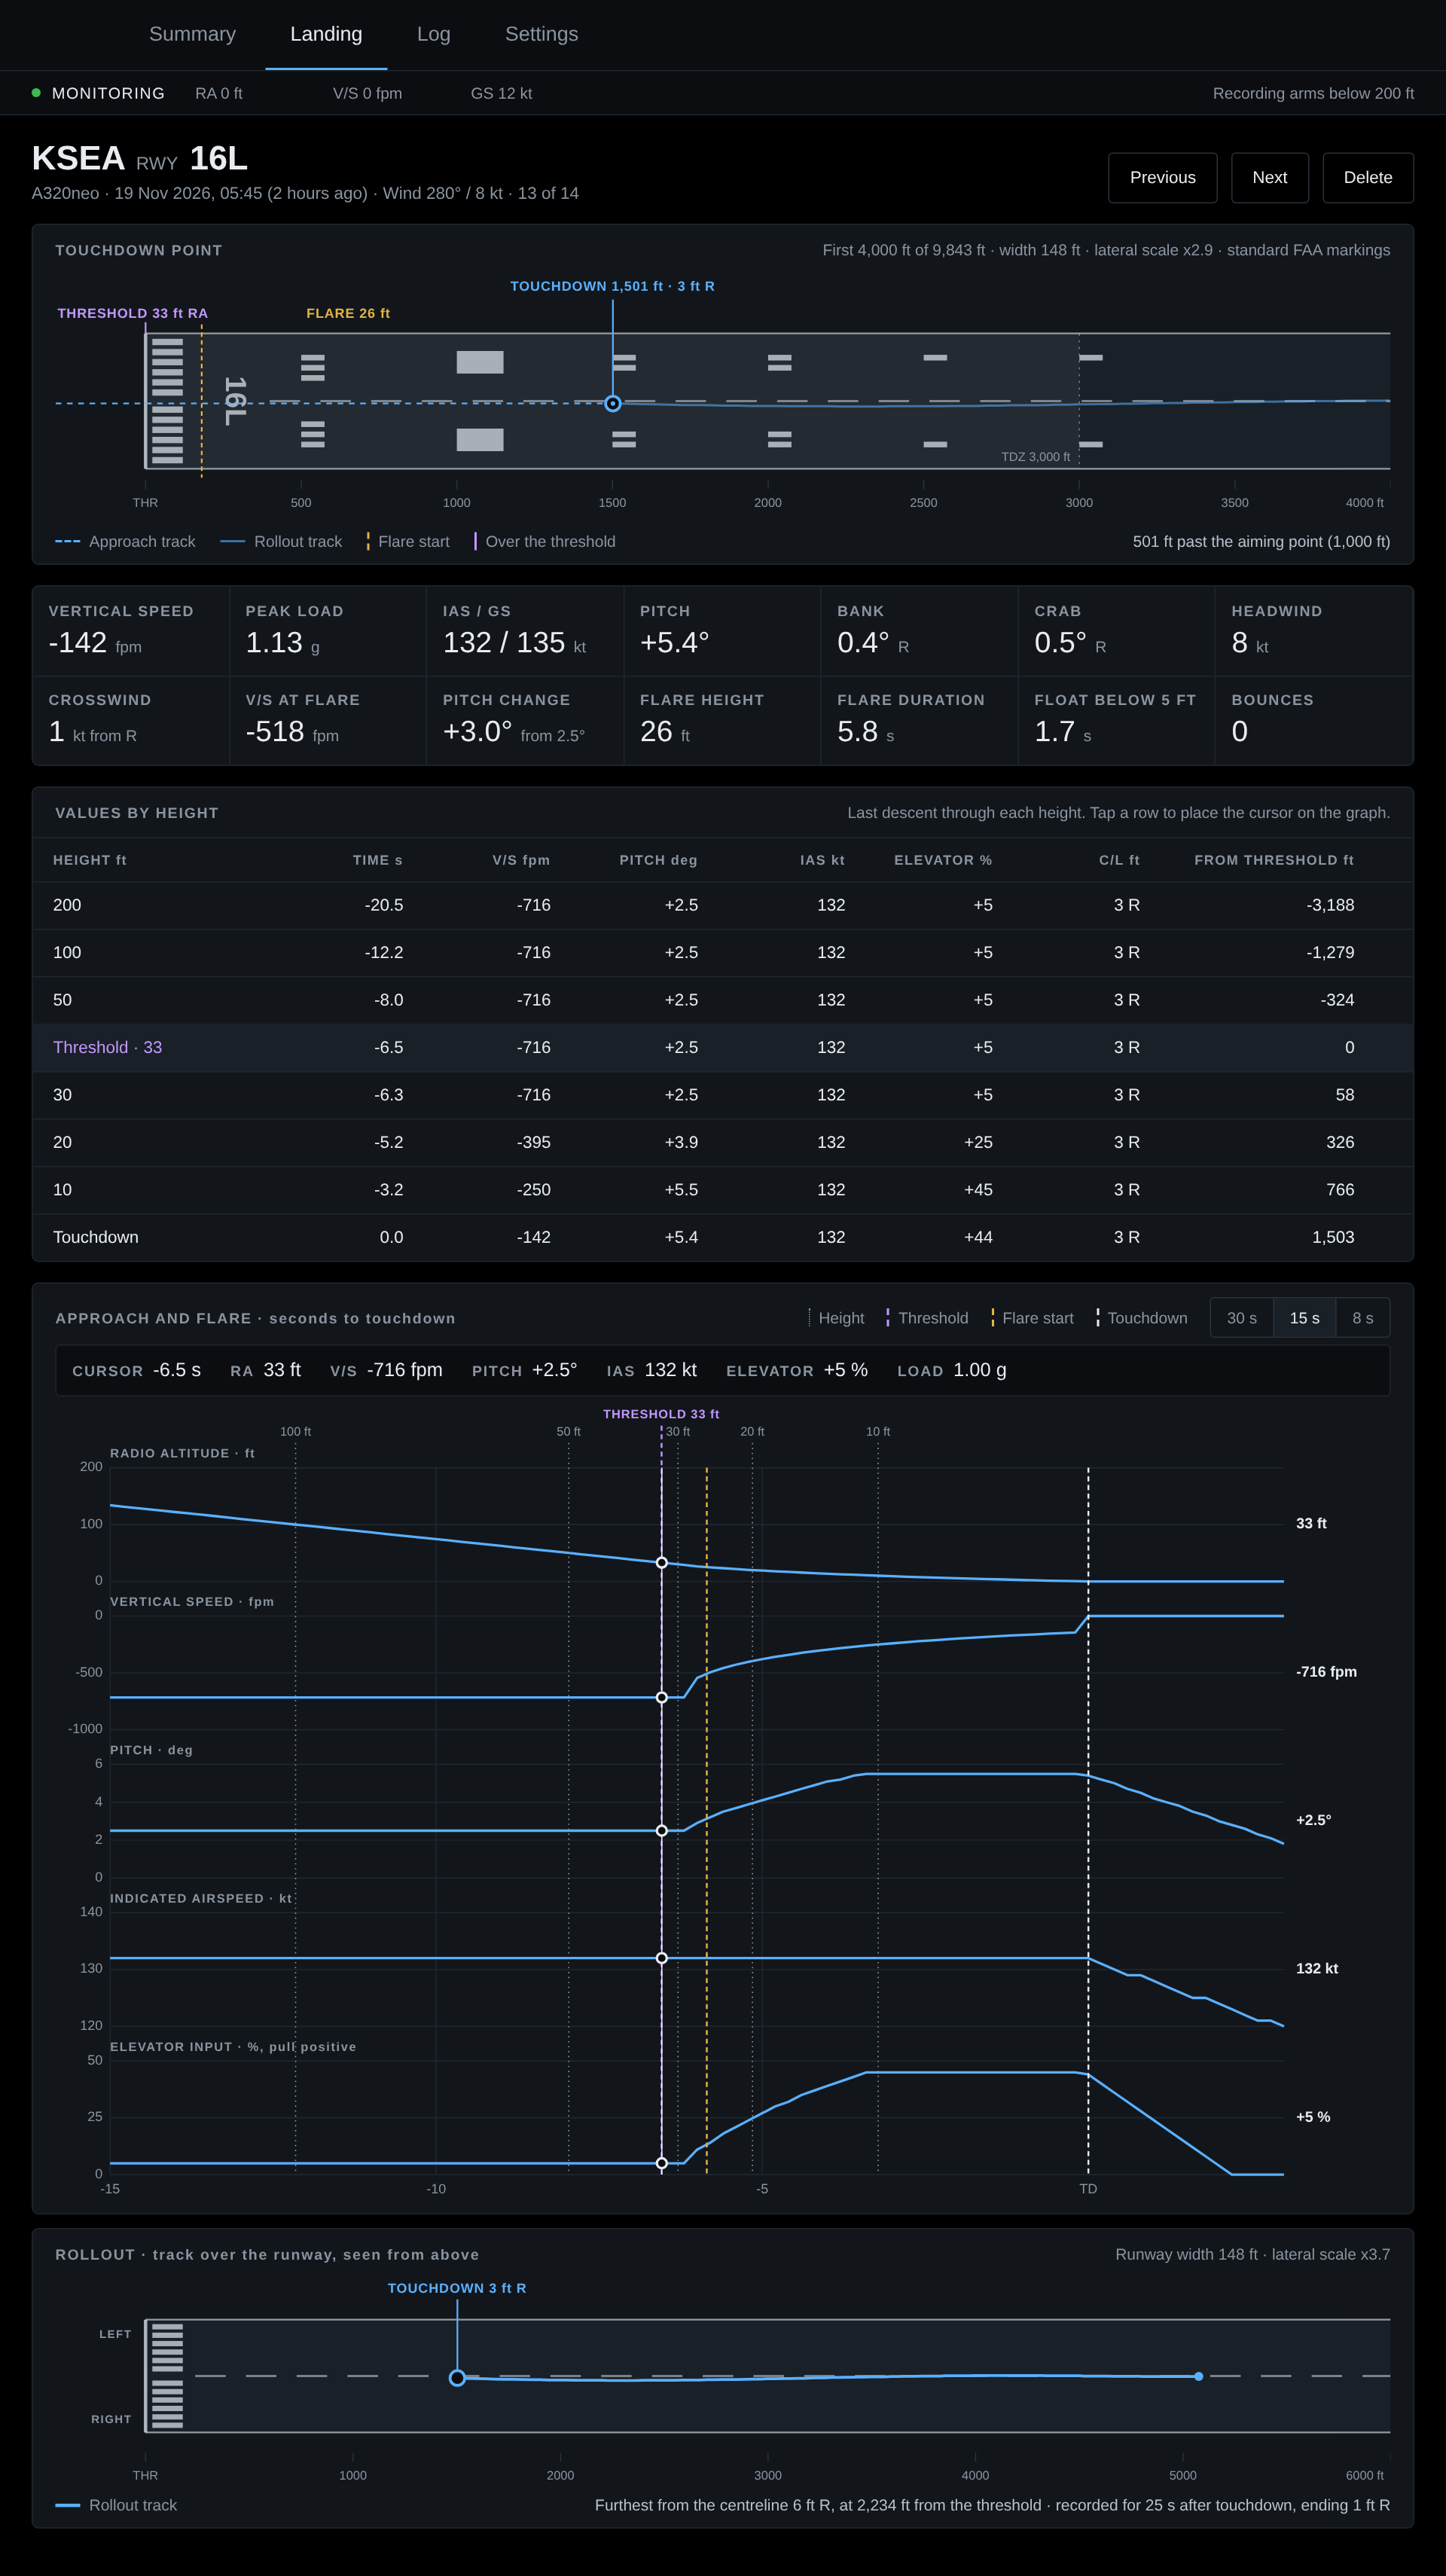 Summary Landing Log Settings
MONITORING RA 0 ft V/S 0 fpm GS 12 kt Recording arms below 200 ft
KSEA RWY 16L
A320neo · 19 Nov 2026, 05:45 (2 hours ago) · Wind 280° / 8 kt · 13 of 14
Previous Next Delete
TOUCHDOWN POINT First 4,000 ft of 9,843 ft · width 148 ft · lateral scale x2.9 · standard FAA markings
TOUCHDOWN 1,501 ft · 3 ft R
THRESHOLD 33 ft RA FLARE 26 ft
16L
TDZ 3,000 ft
THR 500 1000 1500 2000 2500 3000 3500 4000 ft
Approach track Rollout track Flare start Over the threshold 501 ft past the aiming point (1,000 ft)
VERTICAL SPEED PEAK LOAD IAS / GS PITCH BANK CRAB HEADWIND
-142 fpm 1.13 g 132 / 135 kt +5.4° 0.4° R 0.5° R 8 kt
CROSSWIND V/S AT FLARE PITCH CHANGE FLARE HEIGHT FLARE DURATION FLOAT BELOW 5 FT BOUNCES
1 kt from R -518 fpm +3.0° from 2.5° 26 ft 5.8 s 1.7 s 0
VALUES BY HEIGHT Last descent through each height. Tap a row to place the cursor on the graph.
HEIGHT ft TIME s V/S fpm PITCH deg IAS kt ELEVATOR % C/L ft FROM THRESHOLD ft
200 -20.5 -716 +2.5 132 +5 3 R -3,188
100 -12.2 -716 +2.5 132 +5 3 R -1,279
50 -8.0 -716 +2.5 132 +5 3 R -324
Threshold · 33 -6.5 -716 +2.5 132 +5 3 R 0
30 -6.3 -716 +2.5 132 +5 3 R 58
20 -5.2 -395 +3.9 132 +25 3 R 326
10 -3.2 -250 +5.5 132 +45 3 R 766
Touchdown 0.0 -142 +5.4 132 +44 3 R 1,503
APPROACH AND FLARE · seconds to touchdown Height Threshold Flare start Touchdown 30 s 15 s 8 s
CURSOR -6.5 s RA 33 ft V/S -716 fpm PITCH +2.5° IAS 132 kt ELEVATOR +5 % LOAD 1.00 g
THRESHOLD 33 ft
100 ft 50 ft 30 ft 20 ft 10 ft
RADIO ALTITUDE · ft
200
100 33 ft
0
VERTICAL SPEED · fpm
0
-500 -716 fpm
-1000
PITCH · deg
6
4
+2.5°
2
0
INDICATED AIRSPEED · kt
140
130 132 kt
120
ELEVATOR INPUT · %, pull positive
50
25 +5 %
0
-15 -10 -5 TD
ROLLOUT · track over the runway, seen from above Runway width 148 ft · lateral scale x3.7
TOUCHDOWN 3 ft R
LEFT
RIGHT
THR 1000 2000 3000 4000 5000 6000 ft
Rollout track Furthest from the centreline 6 ft R, at 2,234 ft from the threshold · recorded for 25 s after touchdown, ending 1 ft R